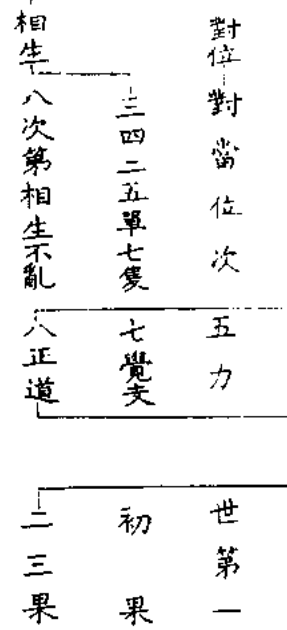 對位
對當位次
五力
世第一
三四二五單七隻
七覺支
初果
相生
八次第相生不亂
八正道
二三果